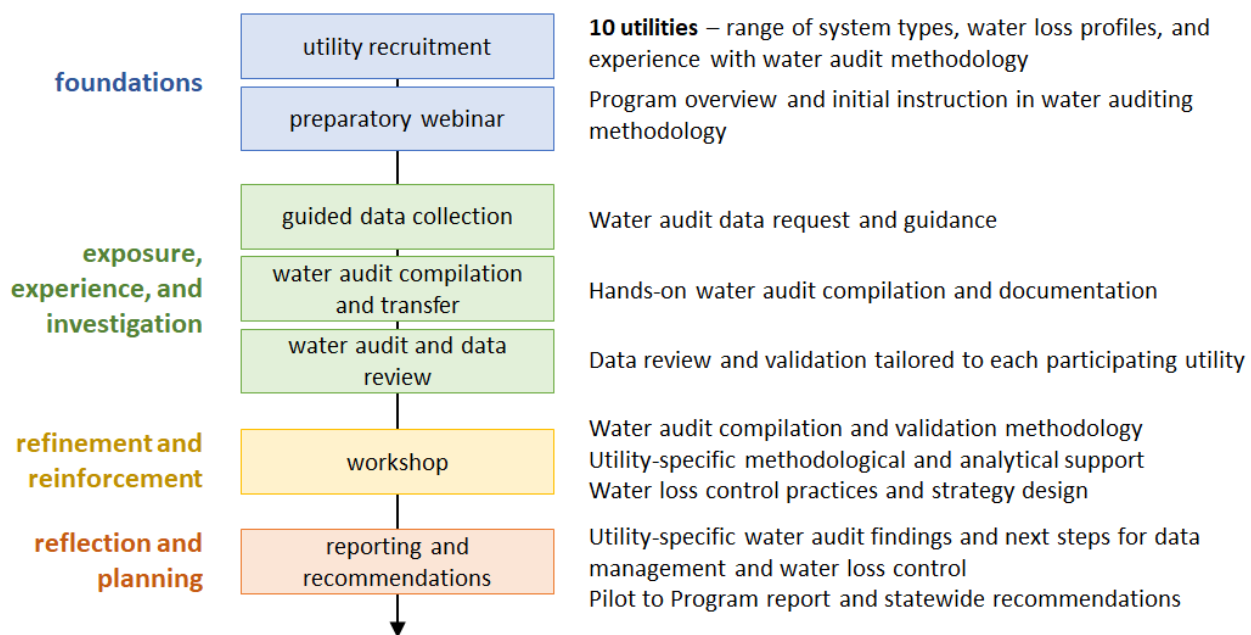 foundations
utility recruitment
10 utilities – range of system types, water loss profiles, and
experience with water audit methodology
preparatory webinar
Program overview and initial instruction in water auditing
methodology
exposure,
experience, and
investigation
guided data collection
Water audit data request and guidance
water audit compilation
and transfer
Hands-on water audit compilation and documentation
water audit and data
review
Data review and validation tailored to each participating utility
refinement and
reinforcement
workshop
Water audit compilation and validation methodology
Utility-specific methodological and analytical support
Water loss control practices and strategy design
reflection and
planning
reporting and
recommendations
Utility-specific water audit findings and next steps for data
management and water loss control
Pilot to Program report and statewide recommendations